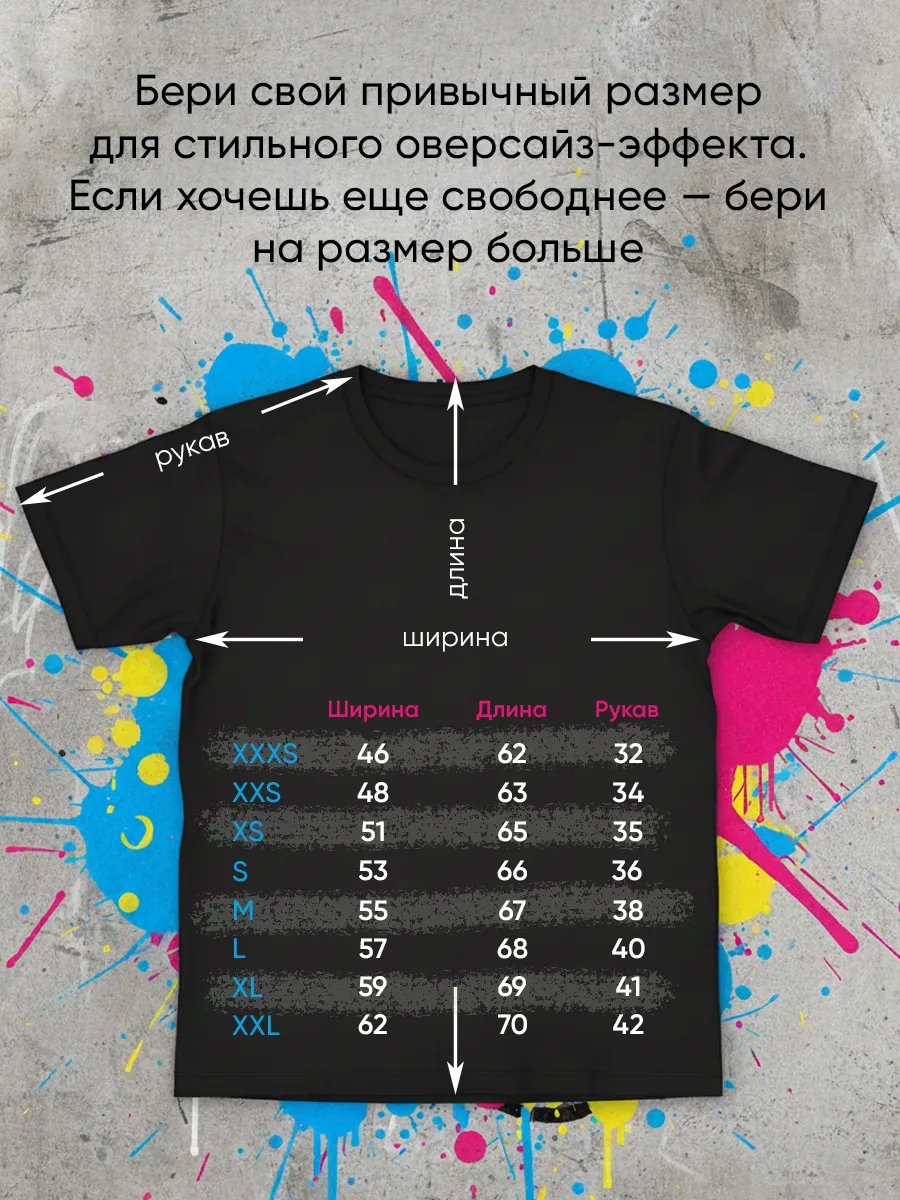 Бери свой привычный размер
для стильного оверсайз-эффекта.
Если хочешь еще свободнее — бери
на размер больше
рукав
длина
ширина
Ширина Длина Рукав
XXXS 46 62 32
XXS 48 63 34
XS 51 65 35
S 53 66 36
M 55 67 38
L 57 68 40
XL 59 69 41
XXL 62 70 42